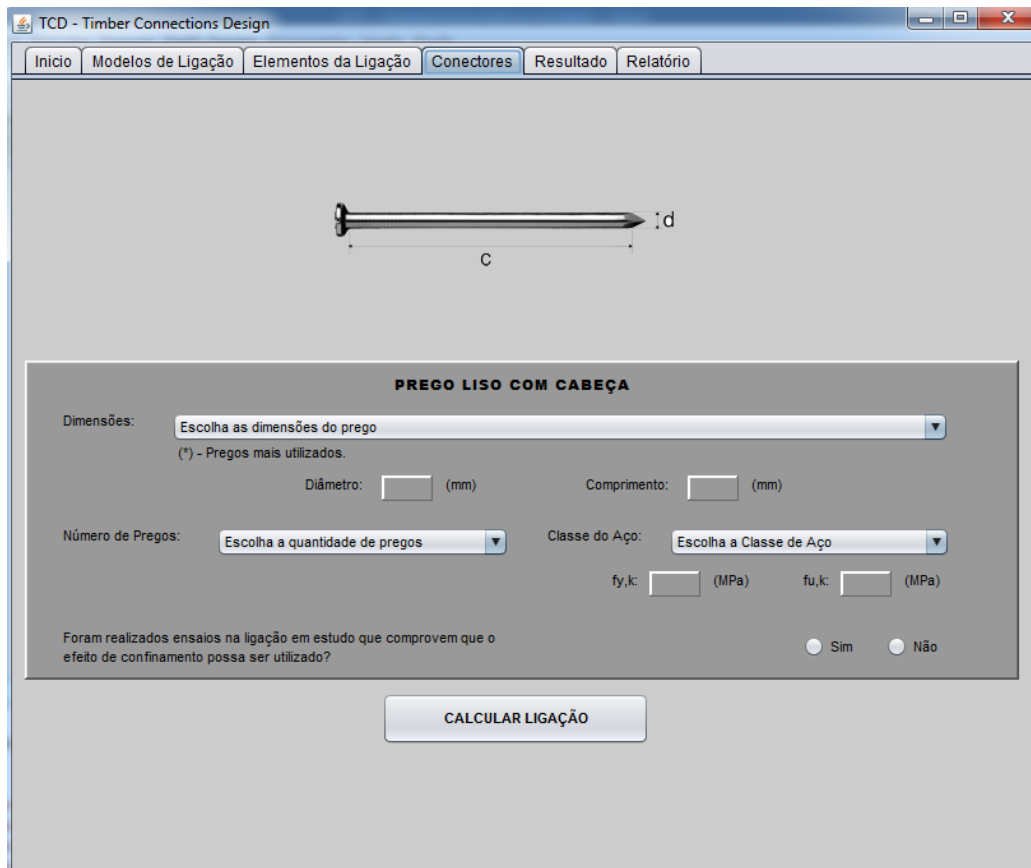 TCD - Timber Connections Design
Inicio Modelos de Ligação Elementos da Ligação Conectores Resultado Relatório
d
C
PREGO LISO COM CABEÇA
Dimensões: Escolha as dimensões do prego
(*) - Pregos mais utilizados.
Diâmetro: (mm) Comprimento: (mm)
Número de Pregos: Escolha a quantidade de pregos Classe do Aço: Escolha a Classe de Aço
fy,k: (MPa) fu,k: (MPa)
Foram realizados ensaios na ligação em estudo que comprovem que o
efeito de confinamento possa ser utilizado? Sim Não
CALCULAR LIGAÇÃO